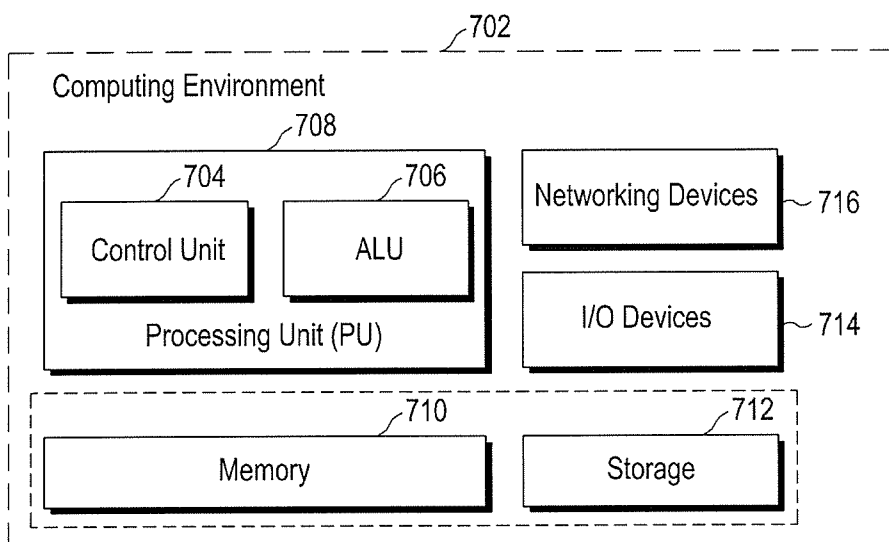 702
Computing Environment
708
704
706
Control Unit
ALU
Processing Unit (PU)
Networking Devices
716
I/O Devices
714
710
Memory
712
Storage